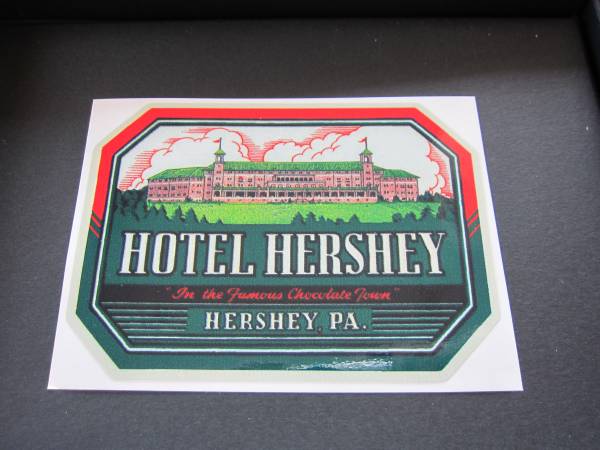 HOTEL HERSHEY
"In the Famous Chocolate Town"
HERSHEY, PA.